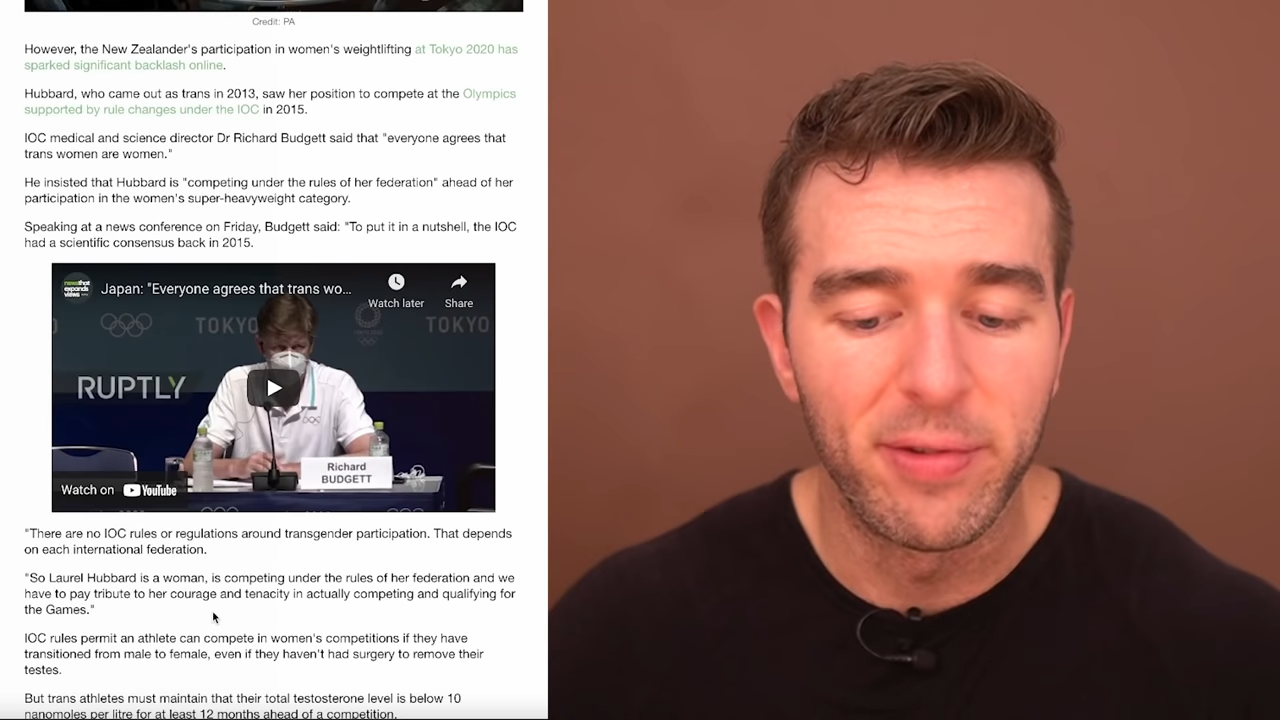 Credit: PA
However, the New Zealander's participation in women's weightlifting at Tokyo 2020 has
sparked significant backlash online.
Hubbard, who came out as trans in 2013, saw her position to compete at the Olympics
supported by rule changes under the IOC in 2015.
IOC medical and science director Dr Richard Budgett said that "everyone agrees that
trans women are women."
He insisted that Hubbard is "competing under the rules of her federation" ahead of her
participation in the women's super-heavyweight category.
Speaking at a news conference on Friday, Budgett said: "To put it in a nutshell, the IOC
had a scientific consensus back in 2015.
news that expands views
Japan: "Everyone agrees that trans wo...
Watch later
Share
TOKYO
TOKYO
RUPTLY
Richard
BUDGETT
Watch on YouTube
"There are no IOC rules or regulations around transgender participation. That depends
on each international federation.
"So Laurel Hubbard is a woman, is competing under the rules of her federation and we
have to pay tribute to her courage and tenacity in actually competing and qualifying for
the Games."
IOC rules permit an athlete can compete in women's competitions if they have
transitioned from male to female, even if they haven't had surgery to remove their
testes.
But trans athletes must maintain that their total testosterone level is below 10
nanomoles per litre for at least 12 months ahead of a competition.